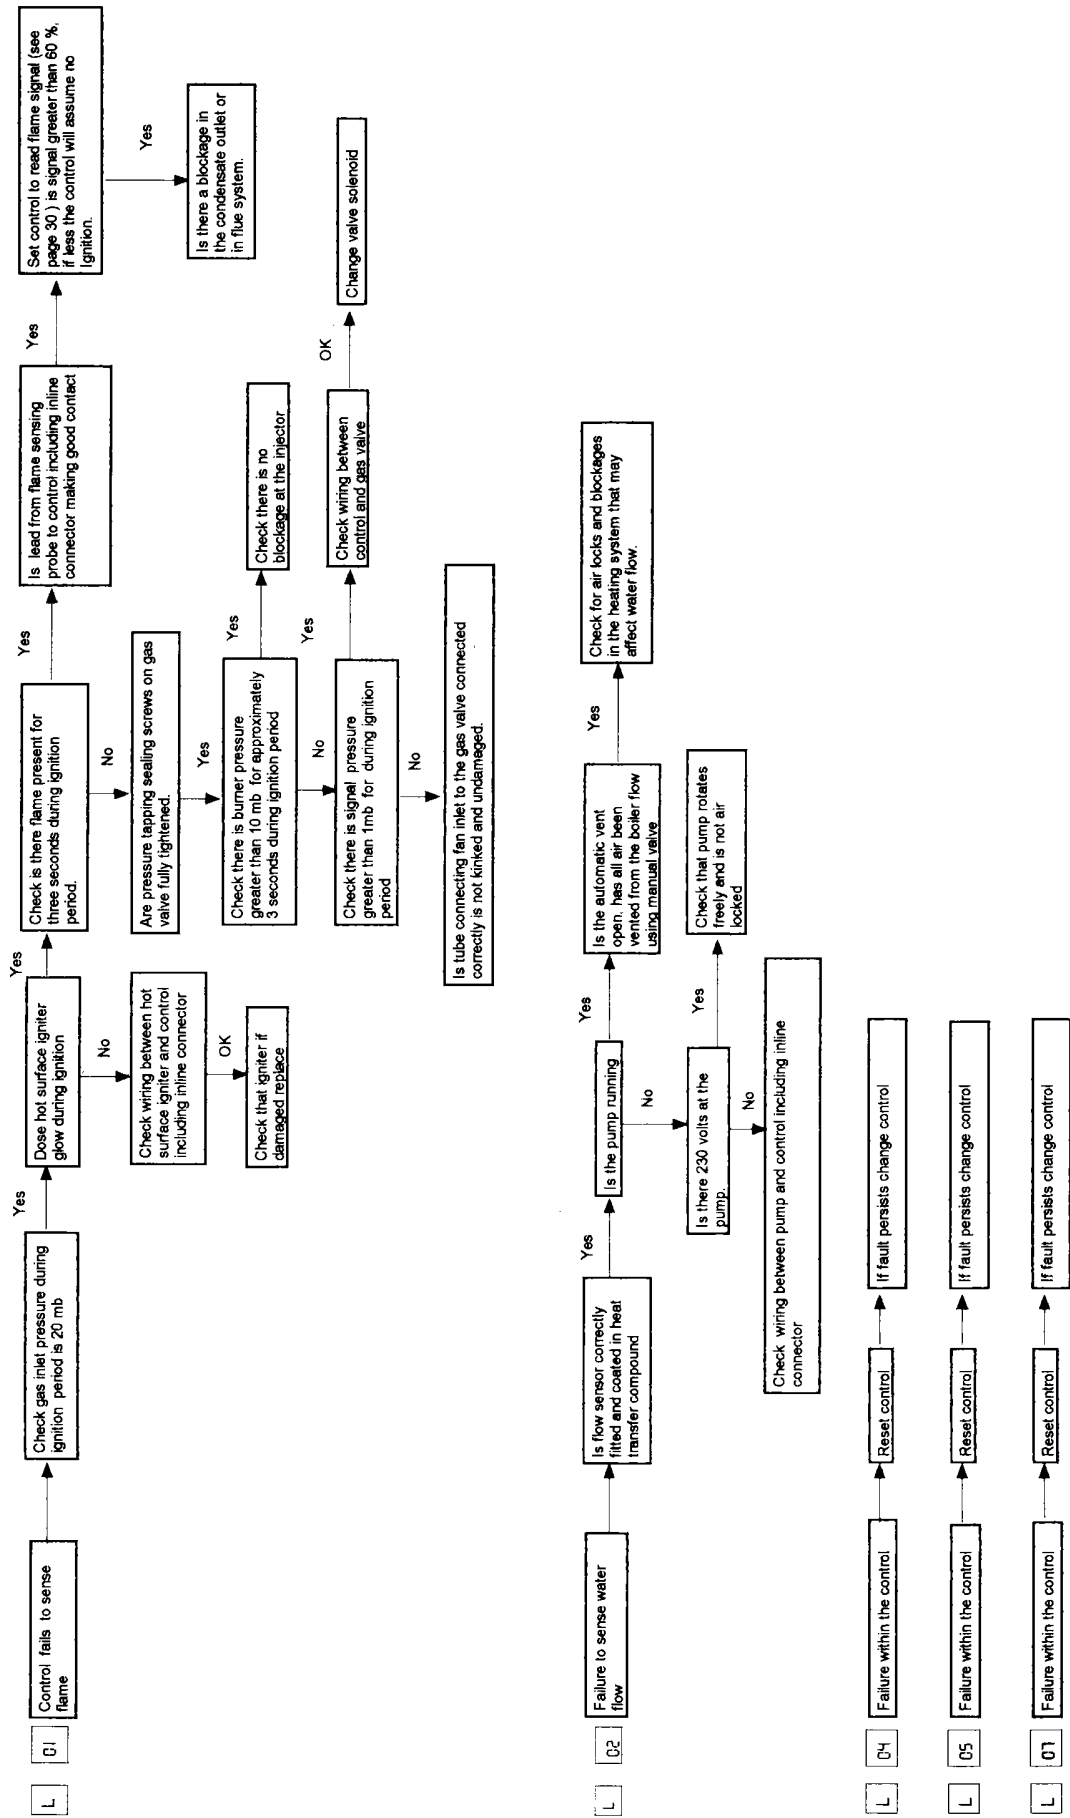 L 01
Control fails to sense
flame
Check gas inlet pressure during
ignition period is 20 mb
Yes
Dose hot surface igniter
glow during ignition
Yes
Check is there flame present for
three seconds during ignition
period.
Yes
Is lead from flame sensing
probe to control including inline
connector making good contact
Yes
Set control to read flame signal (see
page 30 ) is signal greater than 60 %,
if less the control will assume no
Ignition.
Yes
Is there a blockage in
the condensate outlet or
in flue system.
No
Check wiring between hot
surface igniter and control
including inline connector
OK
Check that igniter if
damaged replace
No
Are pressure tapping sealing screws on gas
valve fully tightened.
Yes
Check there is burner pressure
greater than 10 mb for approximately
3 seconds during ignition period
Yes
Check there is no
blockage at the injector
No
Check there is signal pressure
greater than 1mb for during ignition
period
Yes
Check wiring between
control and gas valve
OK
Change valve solenoid
No
Is tube connecting fan inlet to the gas valve connected
correctly is not kinked and undamaged.
L 02
Failure to sense water
flow
Is flow sensor correctly
fitted and coated in heat
transfer compound
Yes
Is the pump running
Yes
Is the automatic vent
open, has all air been
vented from the boiler flow
using manual valve
Yes
Check for air locks and blockages
in the heating system that may
affect water flow.
No
Is there 230 volts at the
pump.
Yes
Check that pump rotates
freely and is not air
locked
No
Check wiring between pump and control including inline
connector
L 04
Failure within the control
Reset control
If fault persists change control
L 05
Failure within the control
Reset control
If fault persists change control
L 07
Failure within the control
Reset control
If fault persists change control